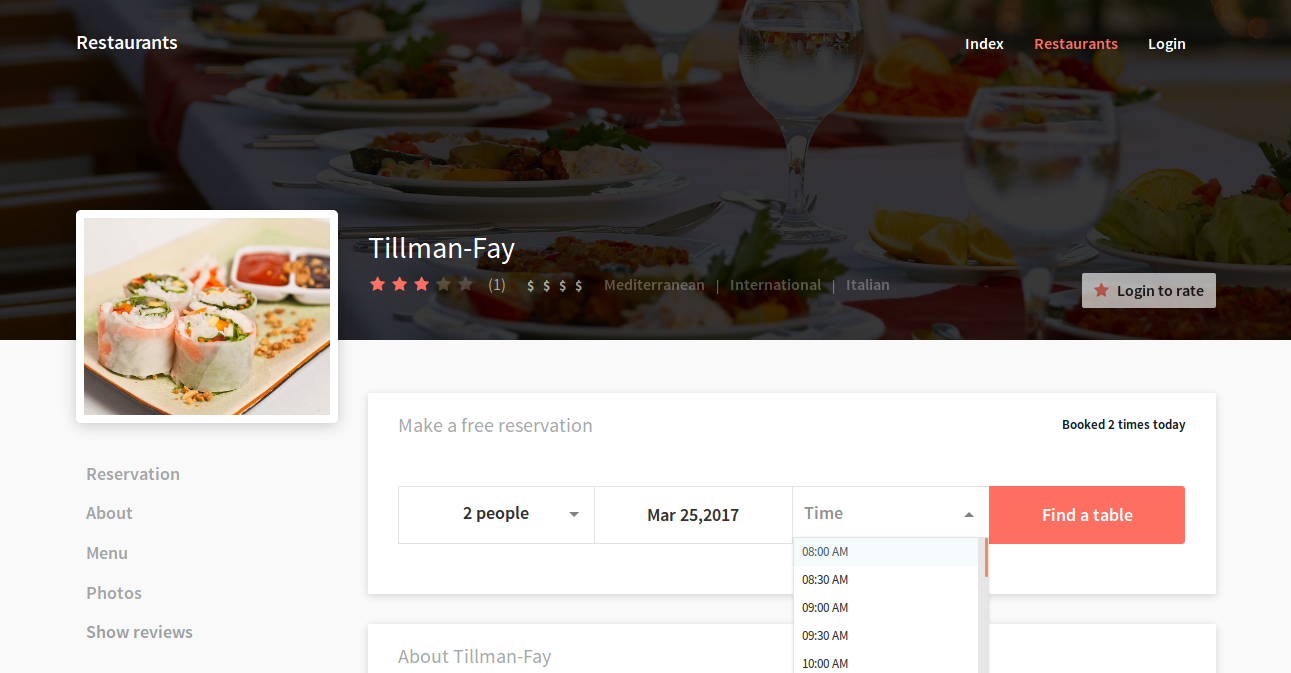 Restaurants
Index
Restaurants
Login
Tillman-Fay
(1) $ $ $ $ Mediterranean | International | Italian
Login to rate
Make a free reservation
Booked 2 times today
Reservation
About
Menu
Photos
Show reviews
2 people
Mar 25,2017
Time
Find a table
08:00 AM
08:30 AM
09:00 AM
09:30 AM
10:00 AM
About Tillman-Fay